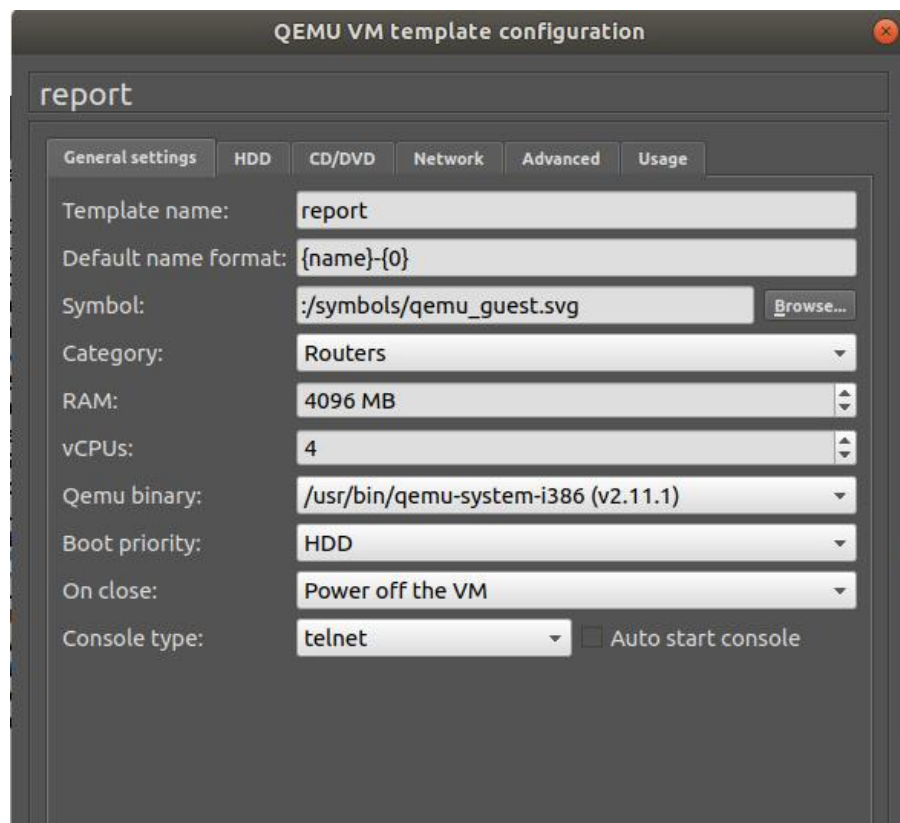 QEMU VM template configuration
report
General settings HDD CD/DVD Network Advanced Usage
Template name: report
Default name format: {name}-{0}
Symbol: :/symbols/qemu_guest.svg Browse...
Category: Routers
RAM: 4096 MB
vCPUs: 4
Qemu binary: /usr/bin/qemu-system-i386 (v2.11.1)
Boot priority: HDD
On close: Power off the VM
Console type: telnet Auto start console